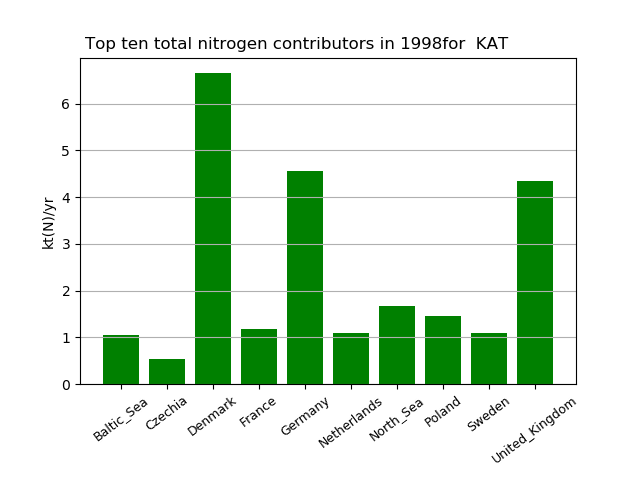 Top ten total nitrogen contributors in 1998for  KAT
kt(N)/yr
6
5
4
3
2
1
0
Baltic_Sea
Czechia
Denmark
France
Germany
Netherlands
North_Sea
Poland
Sweden
United_Kingdom